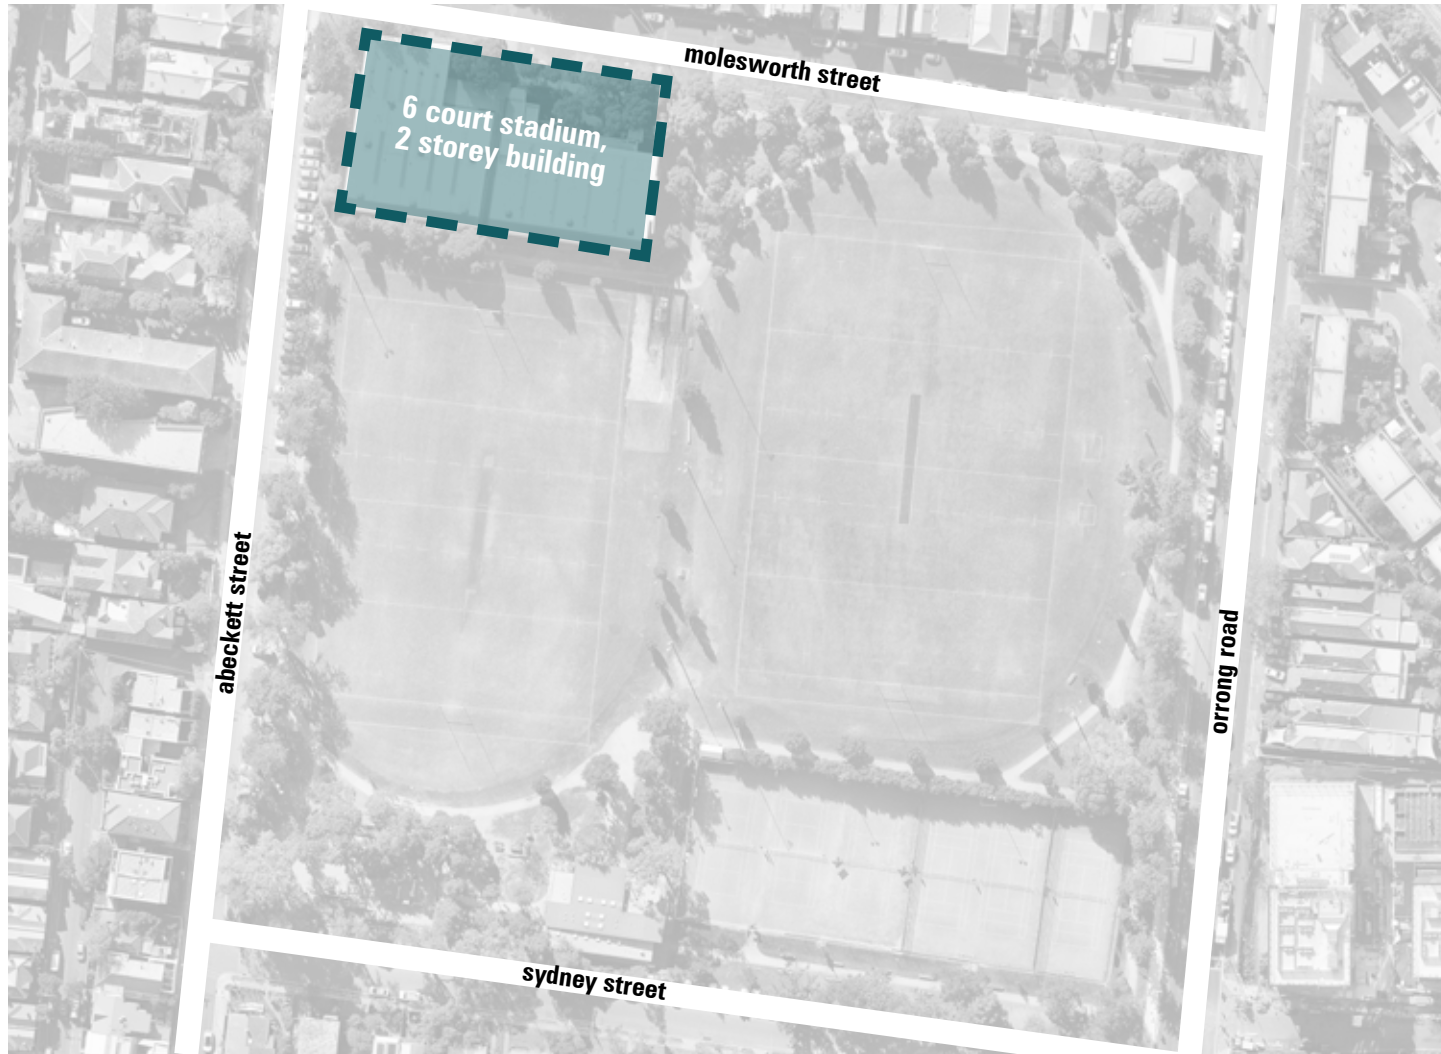 molesworth street
6 court stadium,
2 storey building
abeckett street
orrong road
sydney street